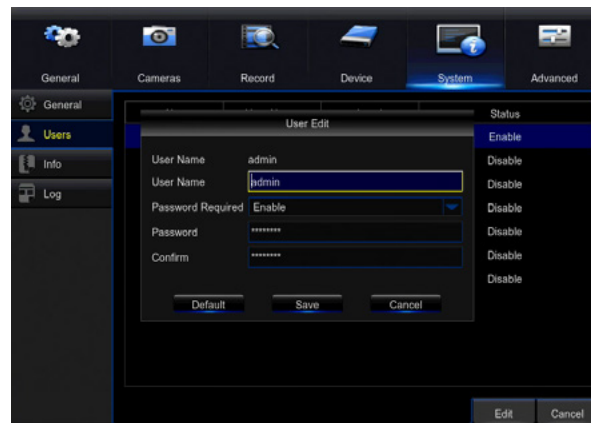 General Cameras Record Device System Advanced
General
Users
Info
Log
Status
Enable
Disable
Disable
Disable
Disable
Disable
Disable
User Edit
User Name admin
User Name admin
Password Required Enable
Password ********
Confirm ********
Default Save Cancel
Edit Cancel